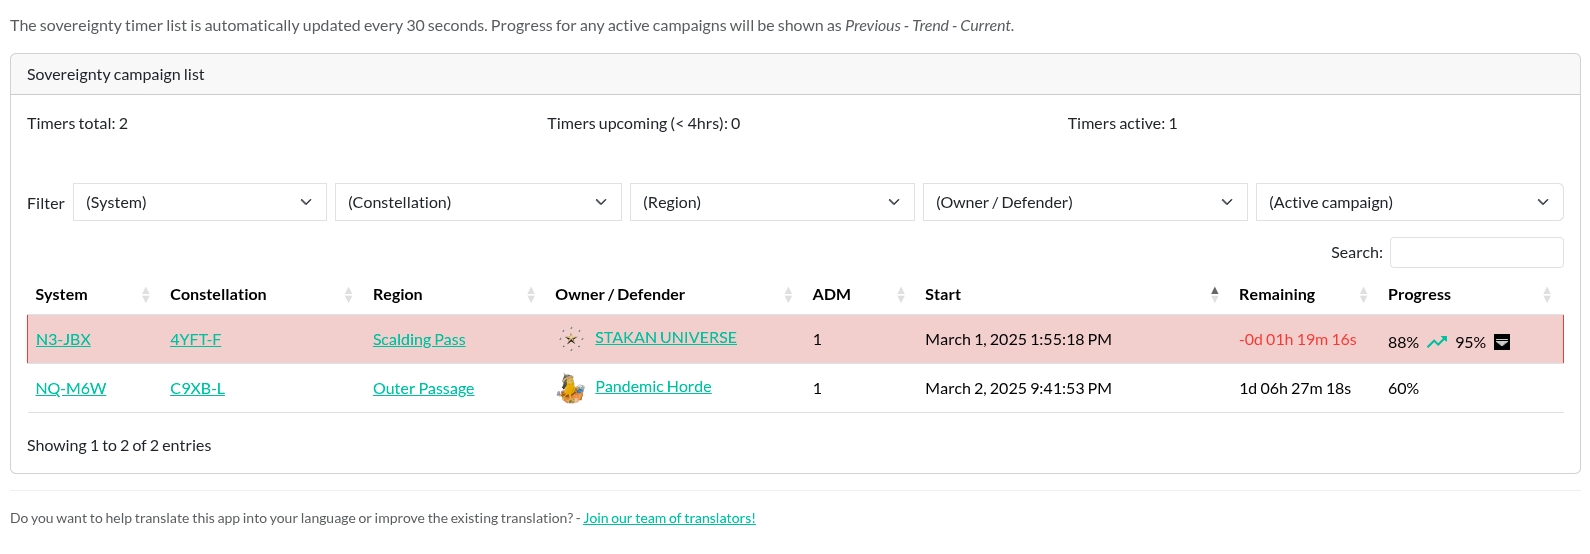 The sovereignty timer list is automatically updated every 30 seconds. Progress for any active campaigns will be shown as Previous - Trend - Current.
Sovereignty campaign list
Timers total: 2 Timers upcoming (< 4hrs): 0 Timers active: 1
Filter (System) (Constellation) (Region) (Owner / Defender) (Active campaign)
Search:
System Constellation Region Owner / Defender ADM Start Remaining Progress
N3-JBX 4YFT-F Scalding Pass STAKAN UNIVERSE 1 March 1, 2025 1:55:18 PM -0d 01h 19m 16s 88% 95%
NQ-M6W C9XB-L Outer Passage Pandemic Horde 1 March 2, 2025 9:41:53 PM 1d 06h 27m 18s 60%
Showing 1 to 2 of 2 entries
Do you want to help translate this app into your language or improve the existing translation? - Join our team of translators!